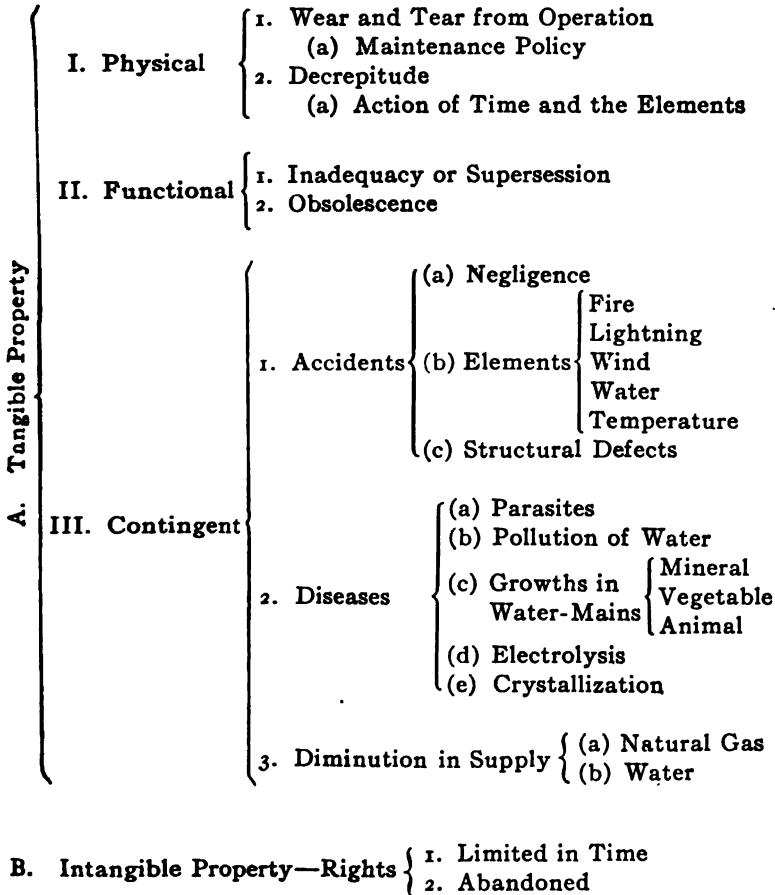 A. Tangible Property
I. Physical
1. Wear and Tear from Operation
(a) Maintenance Policy
2. Decrepitude
(a) Action of Time and the Elements
II. Functional
1. Inadequacy or Supersession
2. Obsolescence
III. Contingent
1. Accidents
(a) Negligence
(b) Elements
Fire
Lightning
Wind
Water
Temperature
(c) Structural Defects
2. Diseases
(a) Parasites
(b) Pollution of Water
(c) Growths in
Water-Mains
Mineral
Vegetable
Animal
(d) Electrolysis
(e) Crystallization
3. Diminution in Supply
(a) Natural Gas
(b) Water
B. Intangible Property—Rights
1. Limited in Time
2. Abandoned